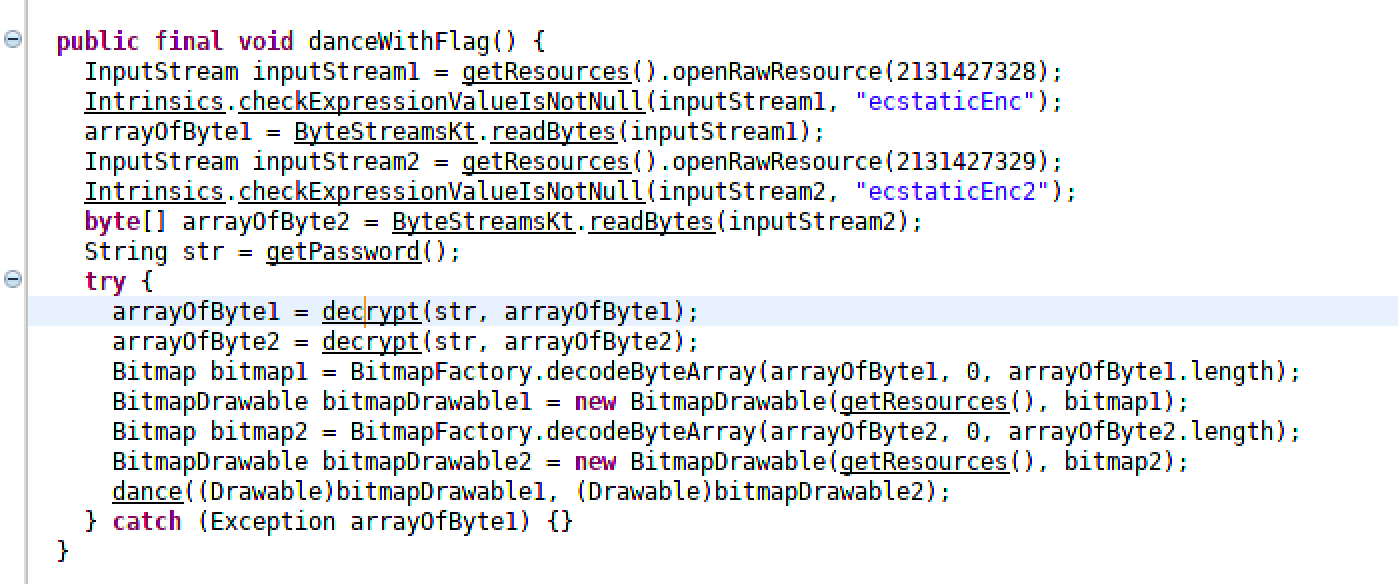 public final void danceWithFlag() {
InputStream inputStream1 = getResources().openRawResource(2131427328);
Intrinsics.checkExpressionValueIsNotNull(inputStream1, "ecstaticEnc");
arrayOfByte1 = ByteStreamsKt.readBytes(inputStream1);
InputStream inputStream2 = getResources().openRawResource(2131427329);
Intrinsics.checkExpressionValueIsNotNull(inputStream2, "ecstaticEnc2");
byte[] arrayOfByte2 = ByteStreamsKt.readBytes(inputStream2);
String str = getPassword();
try {
arrayOfByte1 = decrypt(str, arrayOfByte1);
arrayOfByte2 = decrypt(str, arrayOfByte2);
Bitmap bitmap1 = BitmapFactory.decodeByteArray(arrayOfByte1, 0, arrayOfByte1.length);
BitmapDrawable bitmapDrawable1 = new BitmapDrawable(getResources(), bitmap1);
Bitmap bitmap2 = BitmapFactory.decodeByteArray(arrayOfByte2, 0, arrayOfByte2.length);
BitmapDrawable bitmapDrawable2 = new BitmapDrawable(getResources(), bitmap2);
dance((Drawable)bitmapDrawable1, (Drawable)bitmapDrawable2);
} catch (Exception arrayOfByte1) {}
}